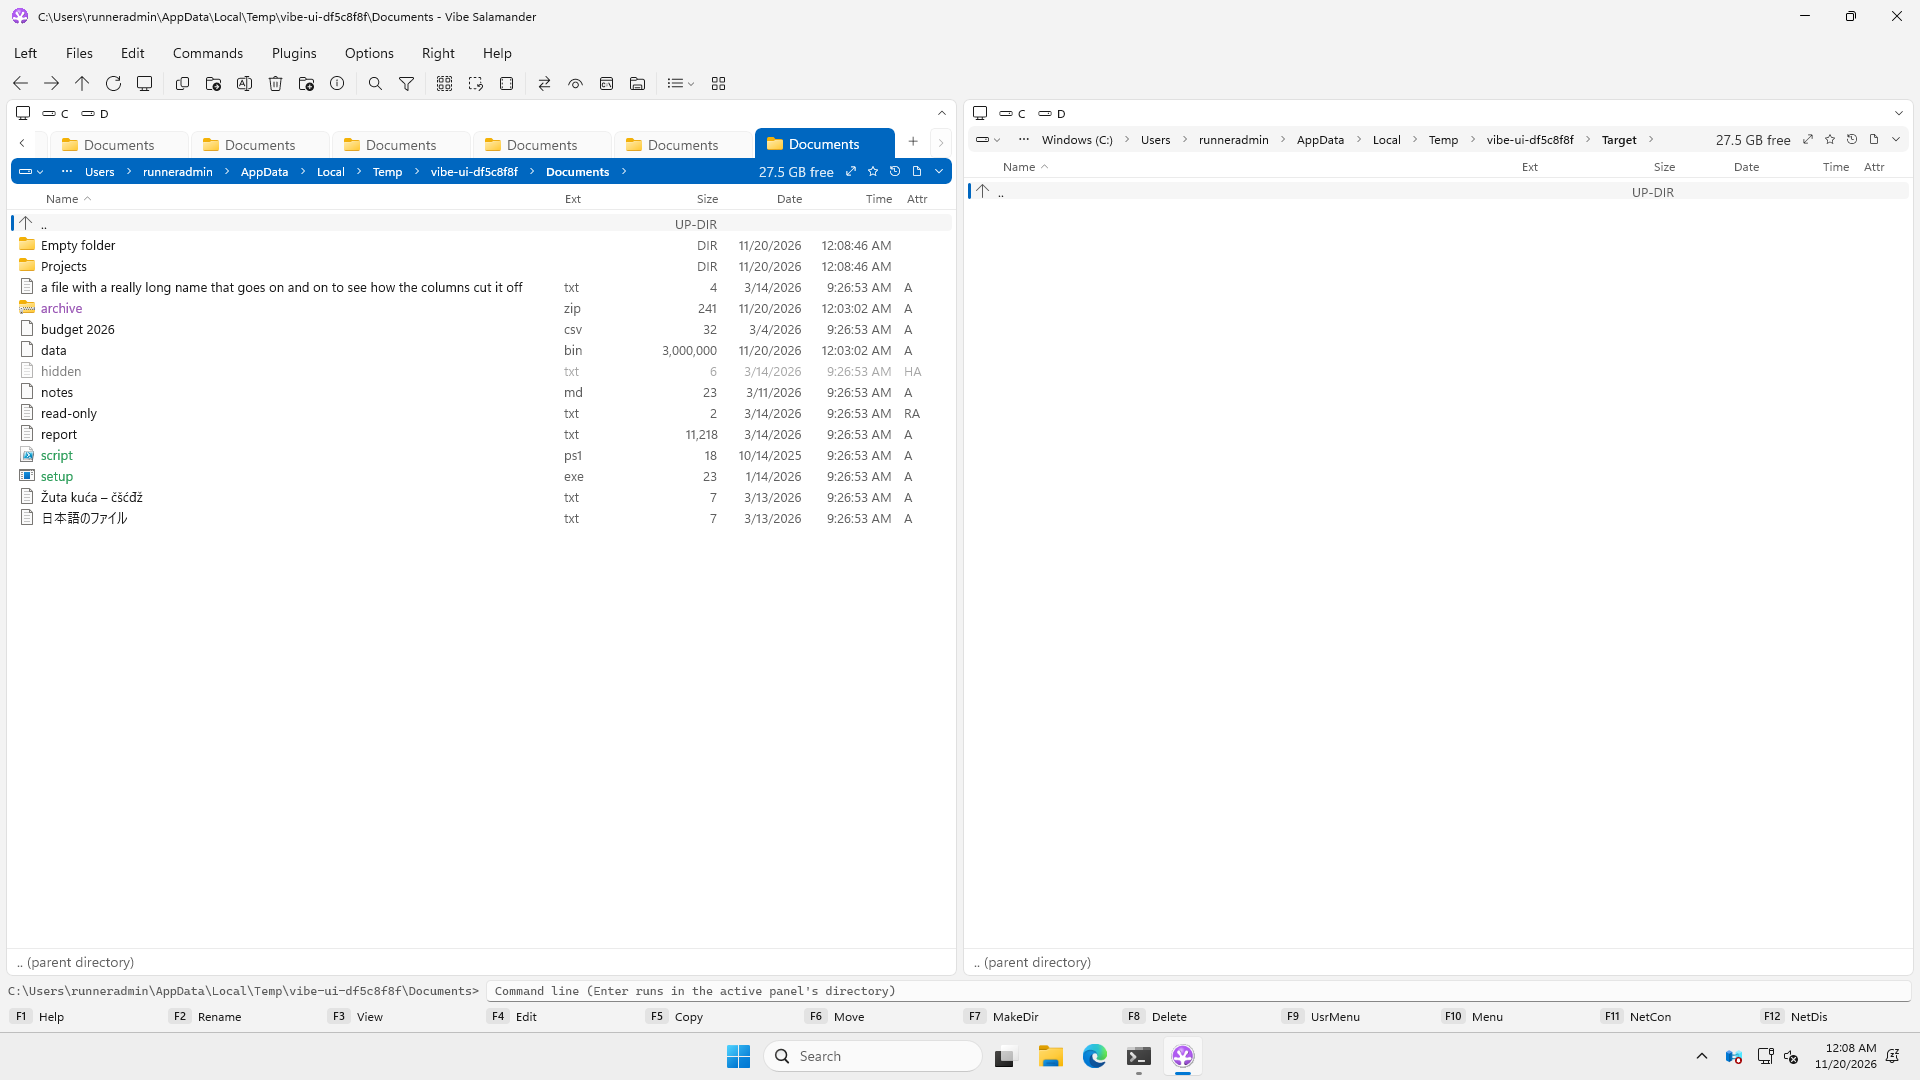 C:\Users\runneradmin\AppData\Local\Temp\vibe-ui-df5c8f8f\Documents - Vibe Salamander
Left Files Edit Commands Plugins Options Right Help
C D
Documents Documents Documents Documents Documents Documents
Users runneradmin AppData Local Temp vibe-ui-df5c8f8f Documents 27.5 GB free
Name Ext Size Date Time Attr
.. UP-DIR
Empty folder DIR 11/20/2026 12:08:46 AM
Projects DIR 11/20/2026 12:08:46 AM
a file with a really long name that goes on and on to see how the columns cut it off txt 4 3/14/2026 9:26:53 AM A
archive zip 241 11/20/2026 12:03:02 AM A
budget 2026 csv 32 3/4/2026 9:26:53 AM A
data bin 3,000,000 11/20/2026 12:03:02 AM A
hidden txt 6 3/14/2026 9:26:53 AM HA
notes md 23 3/11/2026 9:26:53 AM A
read-only txt 2 3/14/2026 9:26:53 AM RA
report txt 11,218 3/14/2026 9:26:53 AM A
script ps1 18 10/14/2025 9:26:53 AM A
setup exe 23 1/14/2026 9:26:53 AM A
Žuta kuća – čšćđž txt 7 3/13/2026 9:26:53 AM A
日本語のファイル txt 7 3/13/2026 9:26:53 AM A
.. (parent directory)
C D
Windows (C:) Users runneradmin AppData Local Temp vibe-ui-df5c8f8f Target 27.5 GB free
Name Ext Size Date Time Attr
.. UP-DIR
.. (parent directory)
C:\Users\runneradmin\AppData\Local\Temp\vibe-ui-df5c8f8f\Documents> Command line (Enter runs in the active panel's directory)
F1 Help F2 Rename F3 View F4 Edit F5 Copy F6 Move F7 MakeDir F8 Delete F9 UsrMenu F10 Menu F11 NetCon F12 NetDis
Search
12:08 AM
11/20/2026